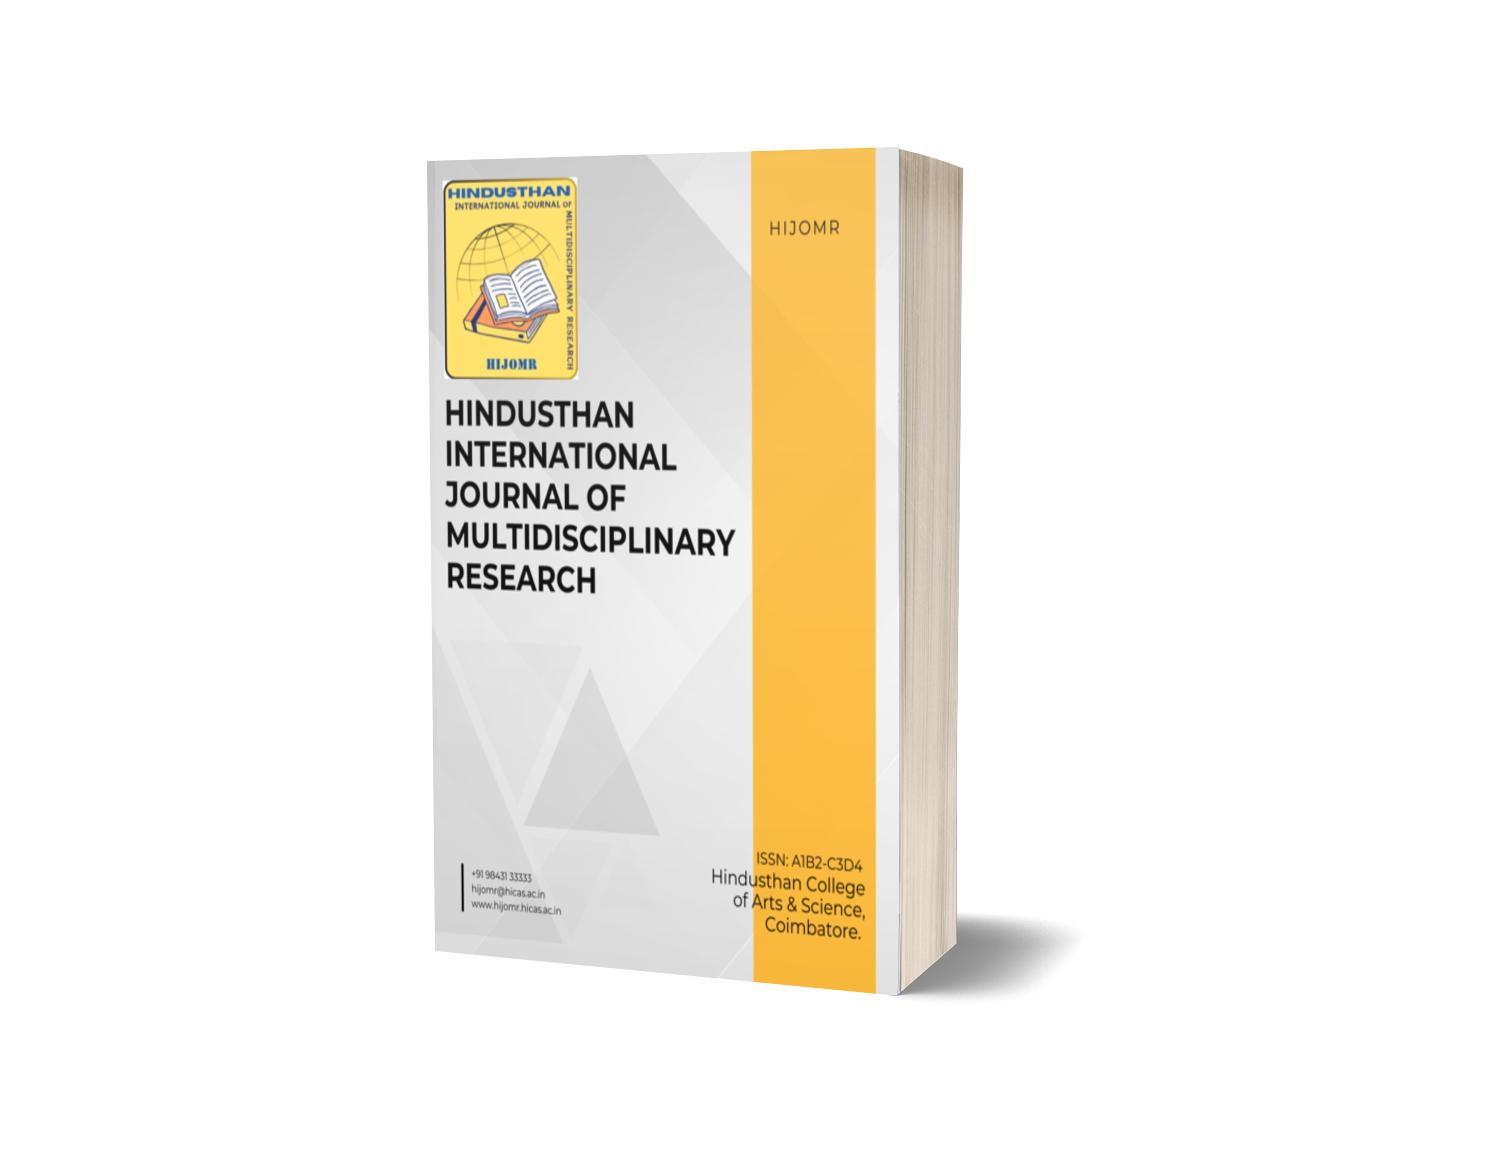 HINDUSTHAN
INTERNATIONAL JOURNAL OF
MULTIDISCIPLINARY RESEARCH
HIJOMR
HIJOMR
HINDUSTHAN
INTERNATIONAL
JOURNAL OF
MULTIDISCIPLINARY
RESEARCH
+91 98431 33333
hijomr@hicas.ac.in
www.hijomr.hicas.ac.in
ISSN: A1B2-C3D4
Hindusthan College
of Arts & Science,
Coimbatore.